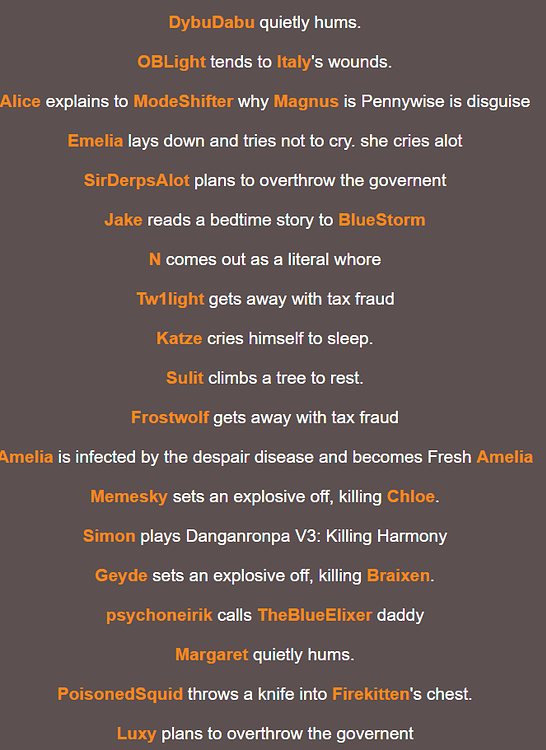 DybuDabu quietly hums.
OBLight tends to Italy's wounds.
Alice explains to ModeShifter why Magnus is Pennywise is disguise
Emelia lays down and tries not to cry. she cries alot
SirDerpsAlot plans to overthrow the governent
Jake reads a bedtime story to BlueStorm
N comes out as a literal whore
Tw1light gets away with tax fraud
Katze cries himself to sleep.
Sulit climbs a tree to rest.
Frostwolf gets away with tax fraud
Amelia is infected by the despair disease and becomes Fresh Amelia
Memesky sets an explosive off, killing Chloe.
Simon plays Danganronpa V3: Killing Harmony
Geyde sets an explosive off, killing Braixen.
psychoneirik calls TheBlueElixer daddy
Margaret quietly hums.
PoisonedSquid throws a knife into Firekitten's chest.
Luxy plans to overthrow the governent